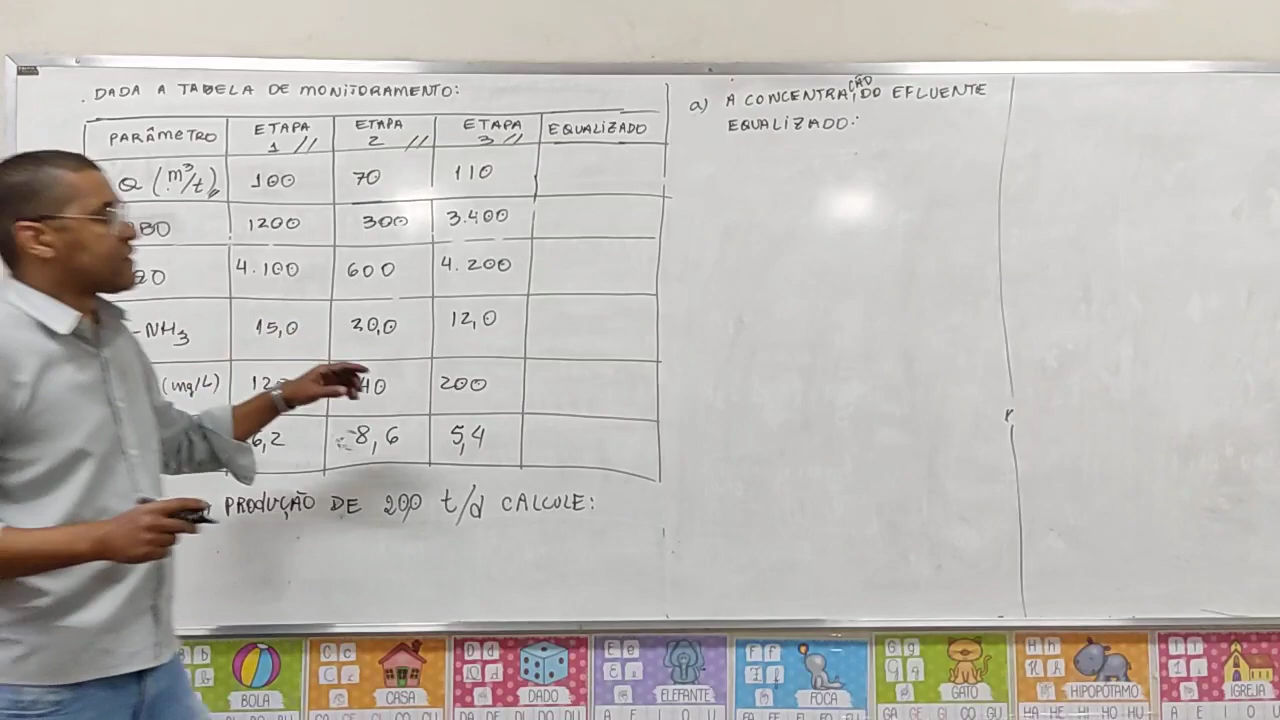 DADA A TABELA DE MONITORAMENTO:
PARÂMETRO ETAPA 1 // ETAPA 2 // ETAPA 3 // EQUALIZADO
Q (m³/t) 100 70 110
1200 300 3.400
4.100 600 4.200
-NH3 15,0 20,0 12,0
(mg/L) 40 200
6,2 8,6 5,4
PRODUÇÃO DE 200 t/d CALCULE:
a) A CONCENTRAÇÃO DO EFLUENTE
EQUALIZADO:
B b
BOLA
C c
CASA
D d
DADO
E e
ELEFANTE
F f
FOCA
G g
GATO
H h
HIPOPÓTAMO
I i
IGREJA